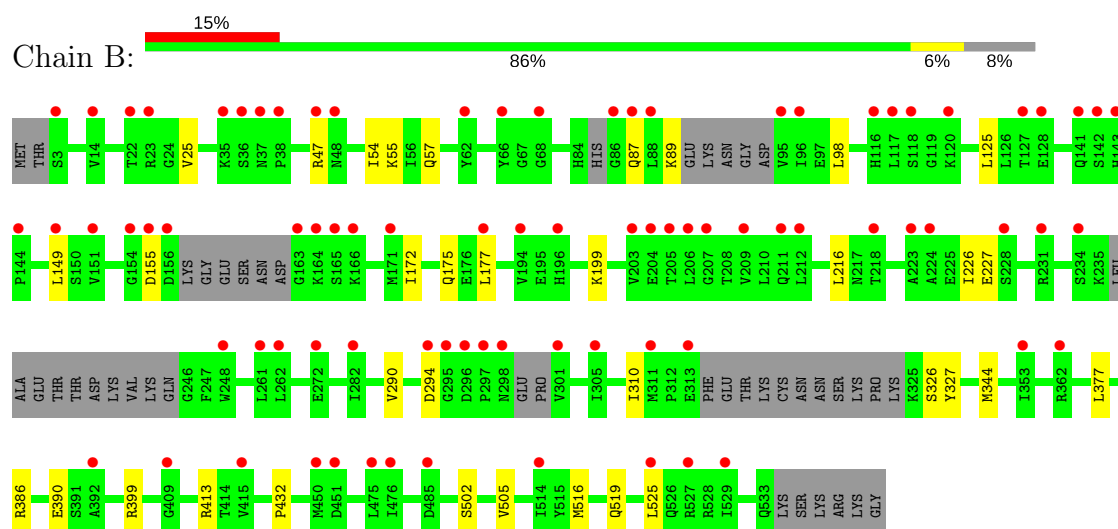 15%
Chain B:
86%
6%
8%
MET THR S3 V14 T22 R23 G24 V25 K35 S36 N37 P38 R47 N48 I54 K55 I56 Q57 Y62 Y66 G67 G68 H84 HIS G86 Q87 L88 K89 GLU LYS ASN GLY ASP V95 I96 E97 L98 H116 L117 S118 G119 K120 L125 L126 T127 E128 Q141 S142 H143
P144 L149 S150 V151 G154 D155 D156 LYS GLY GLU SER ASN ASP G163 K164 S165 K166 M171 I172 Q175 E176 L177 V194 E195 H196 K199 V203 E204 T205 L206 G207 T208 V209 L210 Q211 L212 L216 N217 T218 A223 A224 E225 I226 E227 S228 R231 S234 K235 LEU
ALA GLU THR THR ASP LYS VAL LYS GLN G246 F247 W248 L261 L262 E272 I282 V290 D294 G295 D296 P297 N298 GLU PRO V301 I305 I310 M311 P312 E313 PHE GLU THR LYS CYS ASN ASN SER LYS PRO LYS K325 S326 Y327 M344 I353 R362 L377
R386 E390 S391 A392 R399 G409 R413 T414 V415 P432 M450 D451 L475 I476 D485 S502 V505 I514 Y515 M516 Q519 L525 Q526 R527 R528 I529 Q533 LYS SER LYS ARG LYS GLY